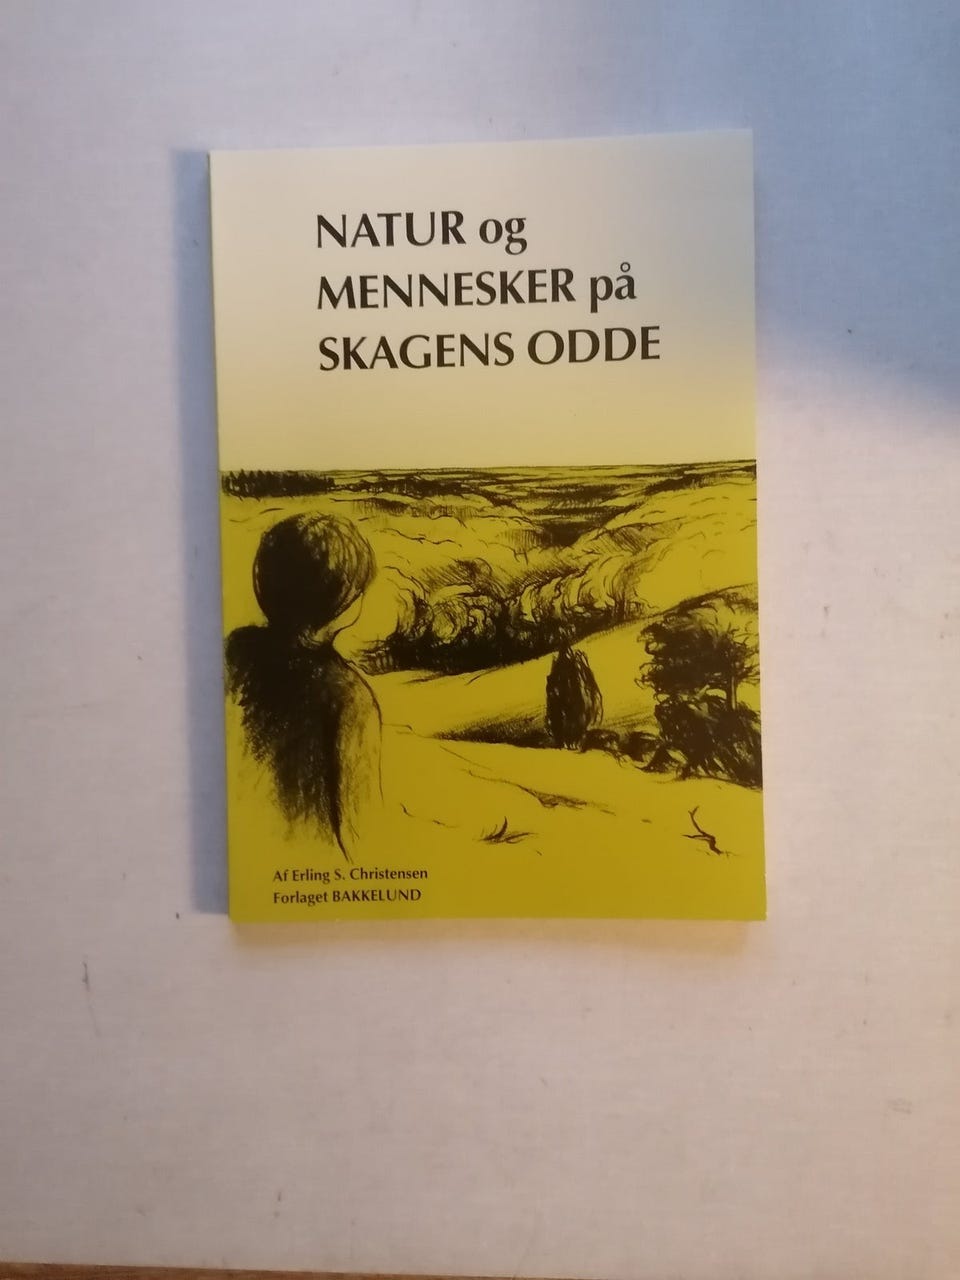 NATUR og
MENNESKER på
SKAGENS ODDE
Af Erling S. Christensen
Forlaget BAKKELUND